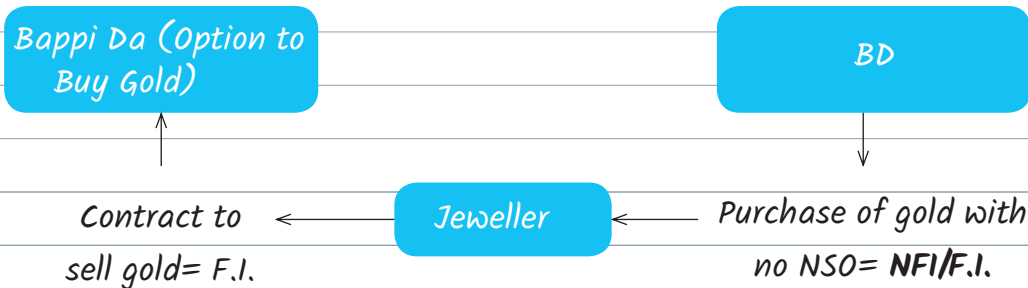 Bappi Da (Option to
Buy Gold)
BD
Contract to
sell gold= F.I.
Jeweller
Purchase of gold with
no NSO= NFI/F.I.